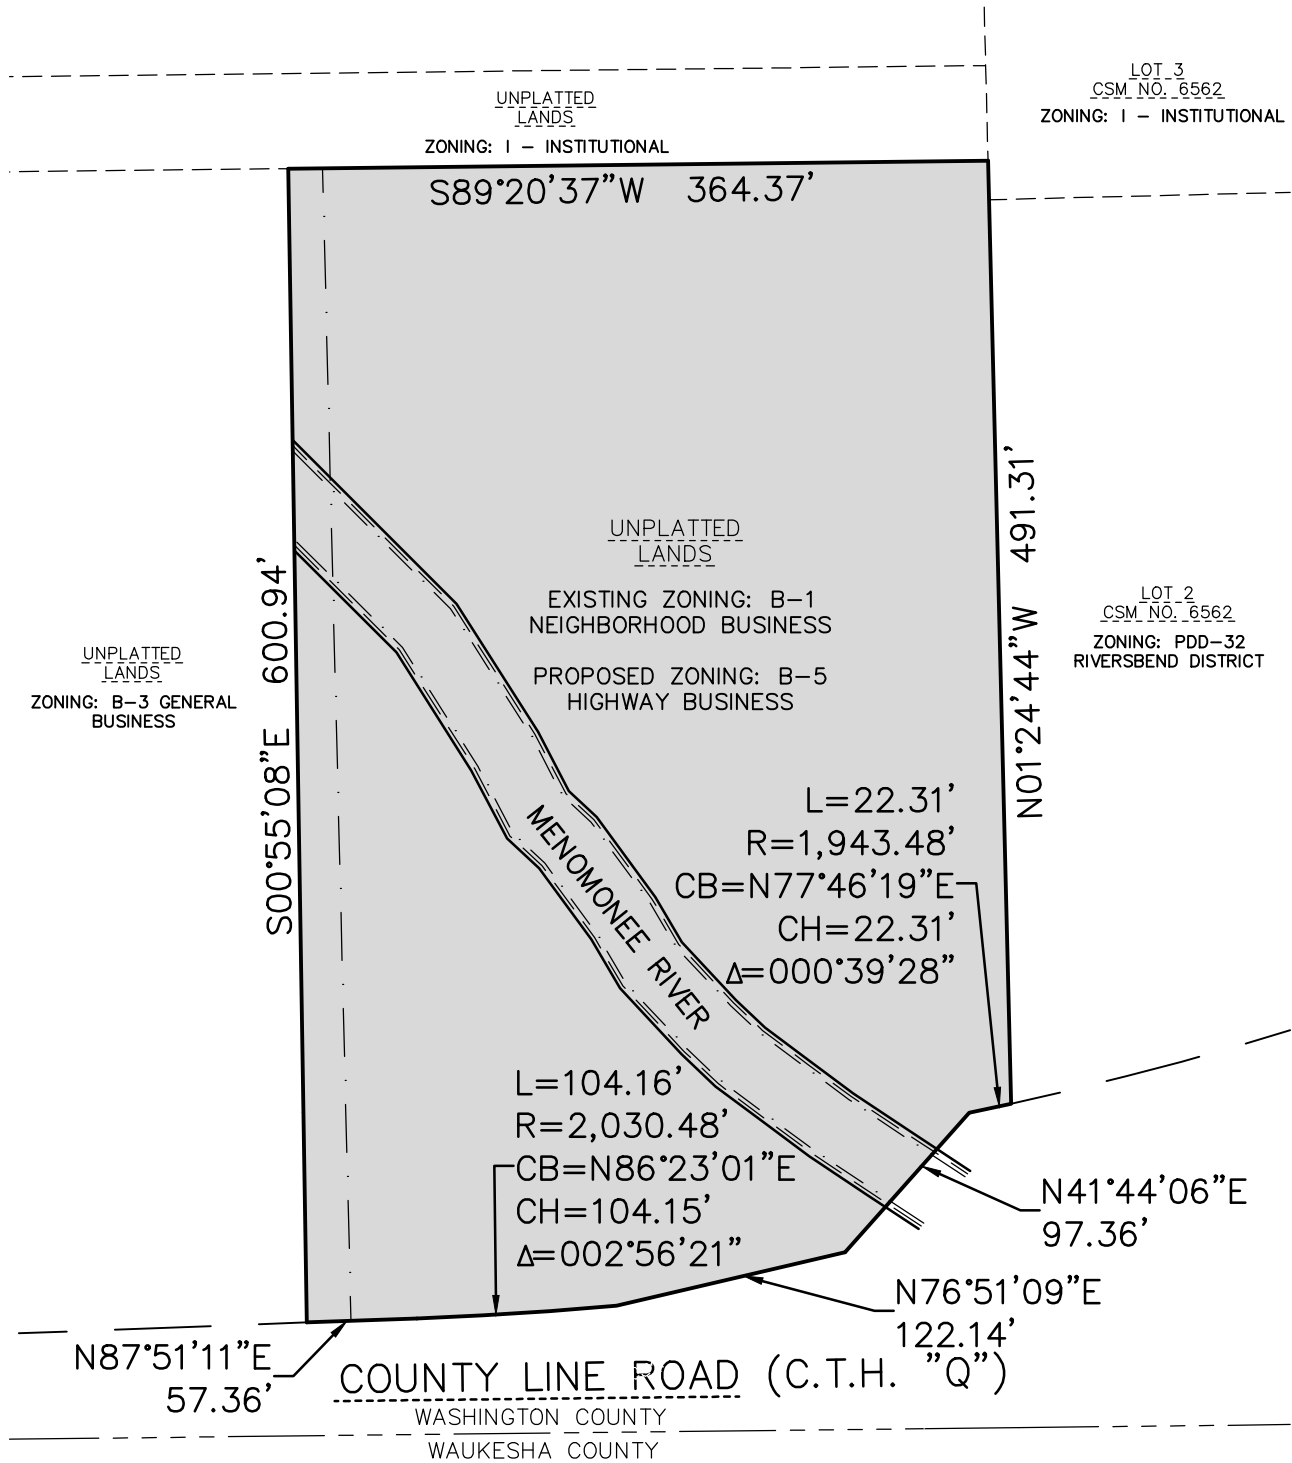 LOT 3
CSM NO. 6562
ZONING: I – INSTITUTIONAL
UNPLATTED
LANDS
ZONING: I – INSTITUTIONAL
S89°20'37"W 364.37'
N01°24'44"W 491.31'
S00°55'08"E 600.94'
UNPLATTED
LANDS
EXISTING ZONING: B–1
NEIGHBORHOOD BUSINESS
PROPOSED ZONING: B–5
HIGHWAY BUSINESS
LOT 2
CSM NO. 6562
ZONING: PDD–32
RIVERSBEND DISTRICT
UNPLATTED
LANDS
ZONING: B–3 GENERAL
BUSINESS
MENOMONEE RIVER
L=22.31'
R=1,943.48'
CB=N77°46'19"E
CH=22.31'
Δ=000°39'28"
L=104.16'
R=2,030.48'
CB=N86°23'01"E
CH=104.15'
Δ=002°56'21"
N41°44'06"E
97.36'
N76°51'09"E
122.14'
N87°51'11"E
57.36'
COUNTY LINE ROAD (C.T.H. "Q")
WASHINGTON COUNTY
WAUKESHA COUNTY